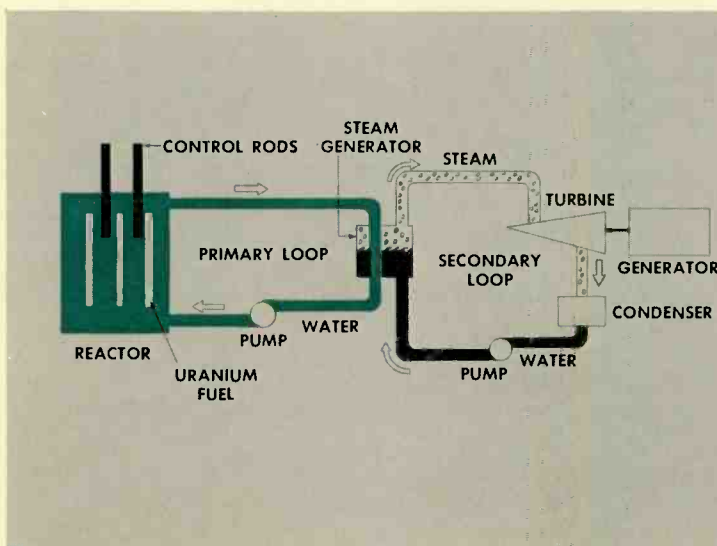 STEAM
GENERATOR
CONTROL RODS
STEAM
TURBINE
PRIMARY LOOP
SECONDARY
LOOP
GENERATOR
CONDENSER
WATER
PUMP
WATER
PUMP
REACTOR
URANIUM
FUEL